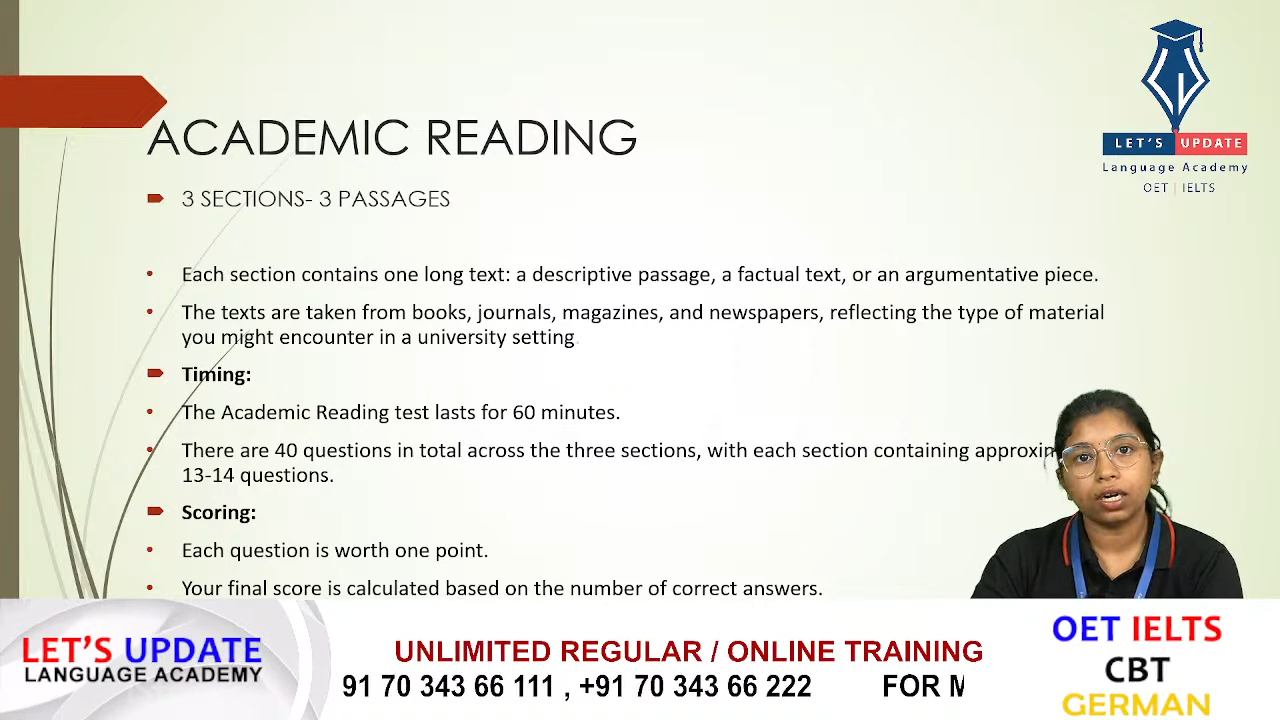 ACADEMIC READING
3 SECTIONS- 3 PASSAGES
Each section contains one long text: a descriptive passage, a factual text, or an argumentative piece.
The texts are taken from books, journals, magazines, and newspapers, reflecting the type of material
you might encounter in a university setting.
Timing:
The Academic Reading test lasts for 60 minutes.
There are 40 questions in total across the three sections, with each section containing
13-14 questions.
Scoring:
Each question is worth one point.
Your final score is calculated based on the number of correct answers.
LET'S UPDATE
Language Academy
OET | IELTS
LET'S UPDATE
LANGUAGE ACADEMY
UNLIMITED REGULAR / ONLINE TRAINING
91 70 343 66 111 , +91 70 343 66 222 FOR
OET IELTS
CBT
GERMAN